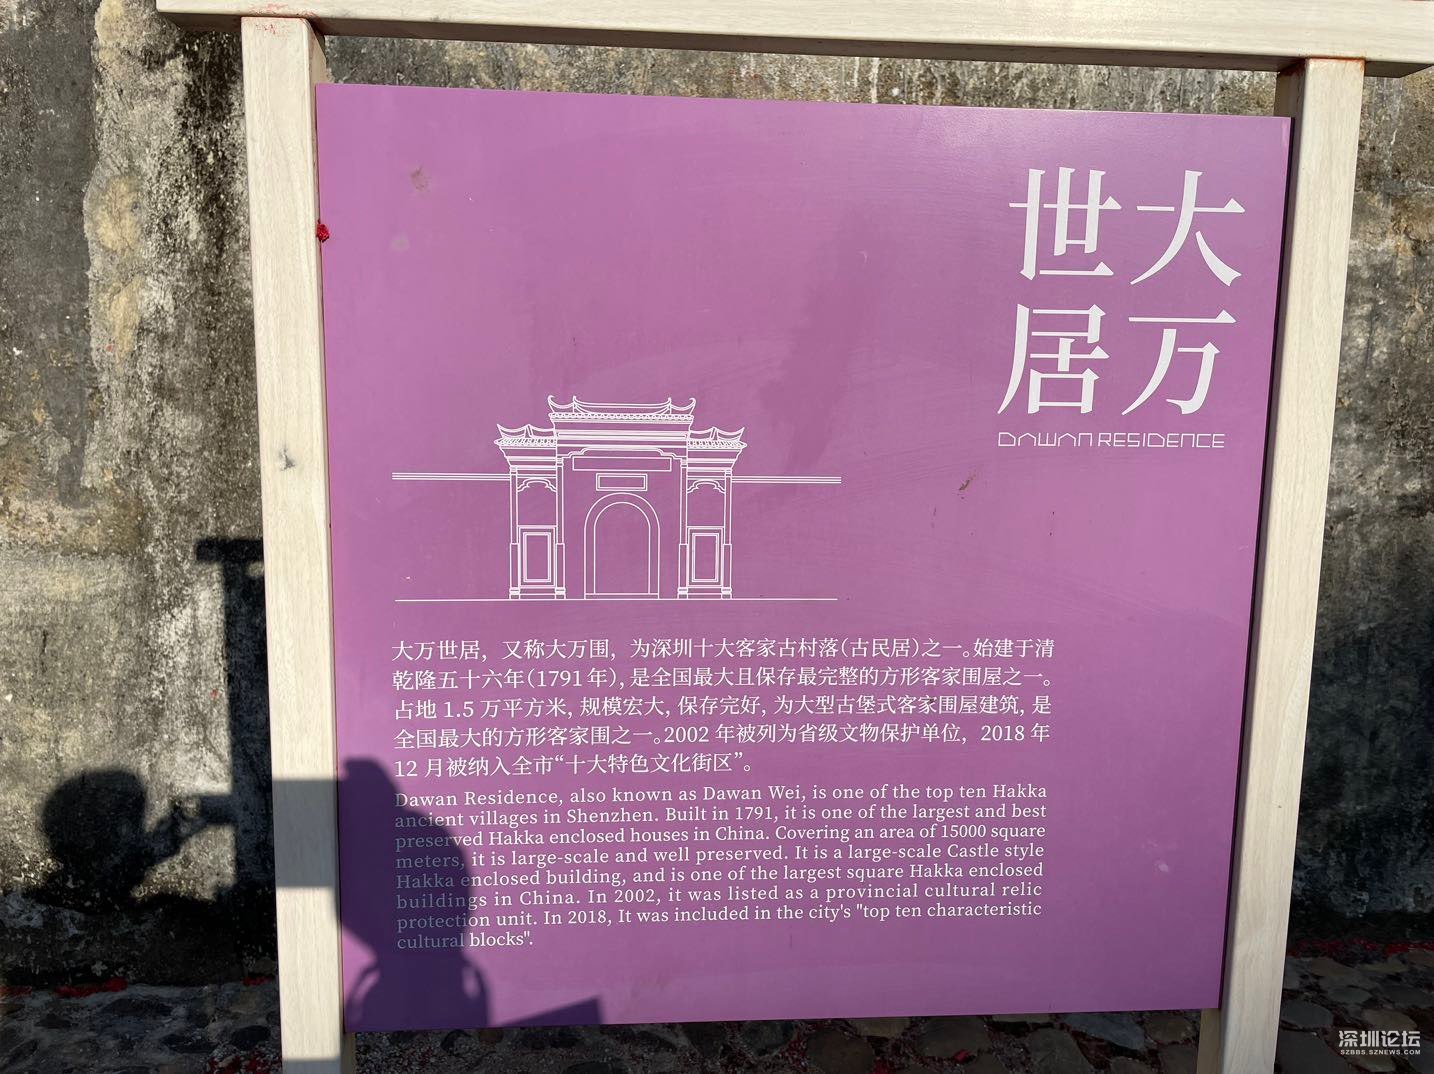 大万
世居
DAWAN RESIDENCE
大万世居，又称大万围，为深圳十大客家古村落（古民居）之一。始建于清
乾隆五十六年（1791年），是全国最大且保存最完整的方形客家围屋之一。
占地 1.5 万平方米，规模宏大，保存完好，为大型古堡式客家围屋建筑，是
全国最大的方形客家围之一。2002 年被列为省级文物保护单位，2018 年
12 月被纳入全市“十大特色文化街区”。
Dawan Residence, also known as Dawan Wei, is one of the top ten Hakka
ancient villages in Shenzhen. Built in 1791, it is one of the largest and best
preserved Hakka enclosed houses in China. Covering an area of 15000 square
meters, it is large-scale and well preserved. It is a large-scale Castle style
Hakka enclosed building, and is one of the largest square Hakka enclosed
buildings in China. In 2002, it was listed as a provincial cultural relic
protection unit. In 2018, It was included in the city's "top ten characteristic
cultural blocks".
深圳论坛
SZBBS.SZNEWS.COM